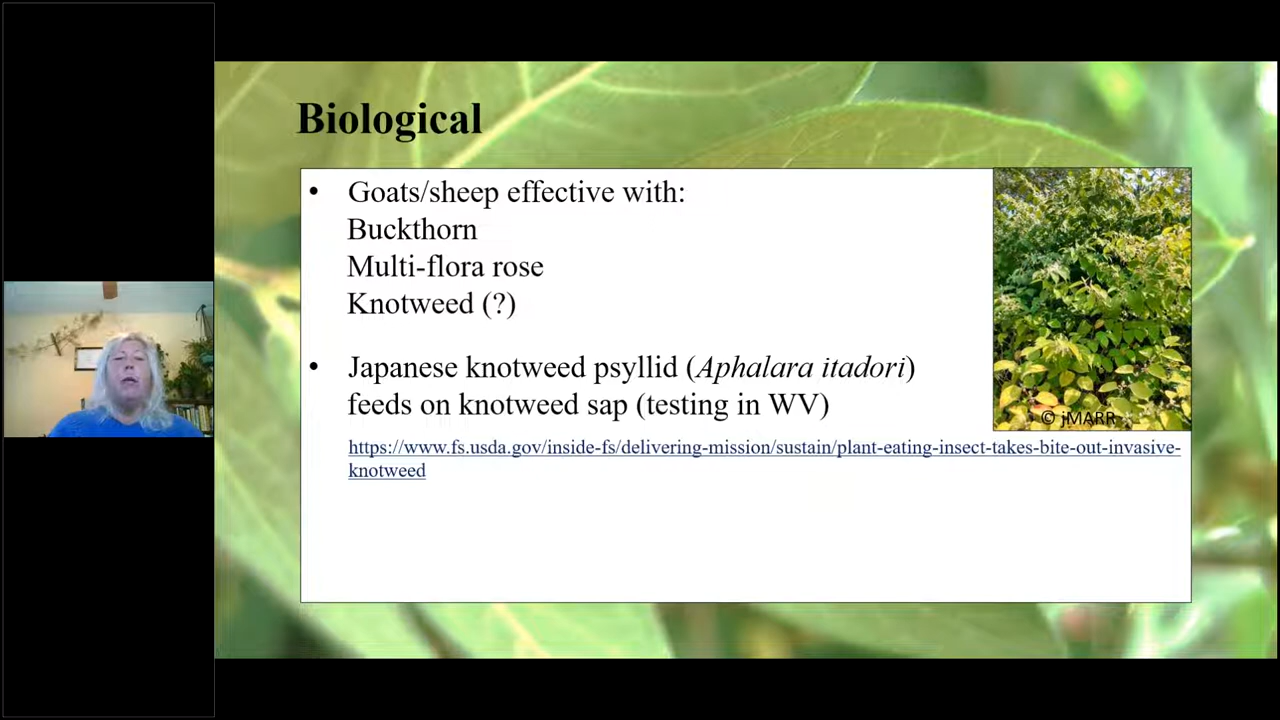 Biological
• Goats/sheep effective with:
Buckthorn
Multi-flora rose
Knotweed (?)
• Japanese knotweed psyllid (Aphalara itadori)
feeds on knotweed sap (testing in WV)
https://www.fs.usda.gov/inside-fs/delivering-mission/sustain/plant-eating-insect-takes-bite-out-invasive-
knotweed
© jMARR